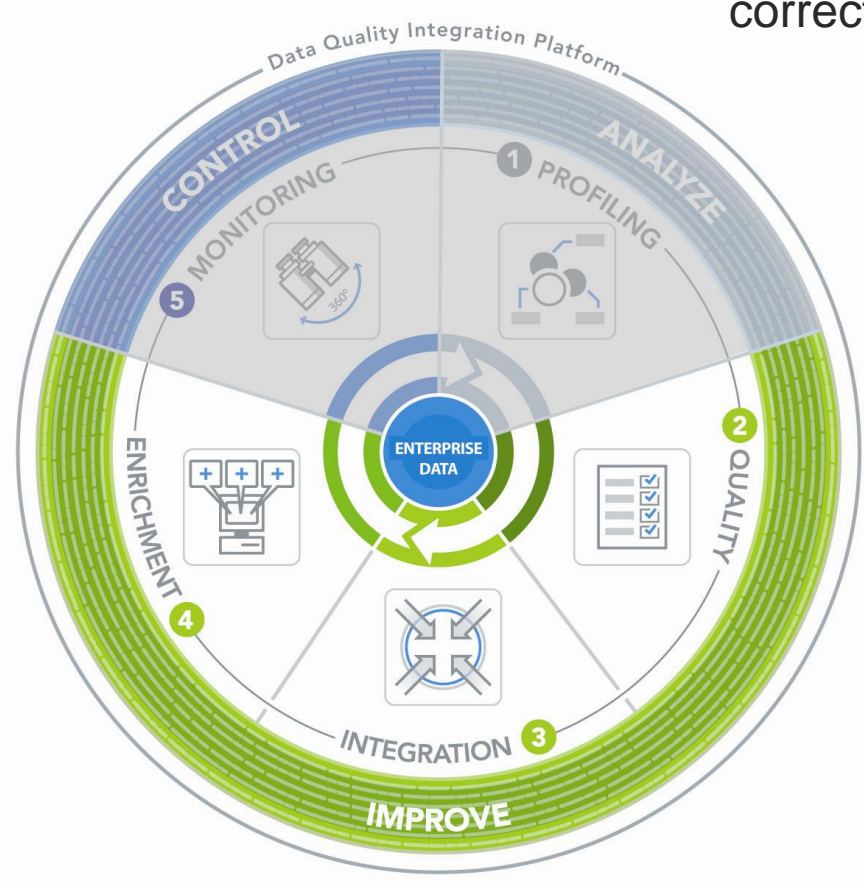 correct
Data Quality Integration Platform
CONTROL
ANALYZE
MONITORING
1 PROFILING
5
360°
ENTERPRISE
DATA
2 QUALITY
ENRICHMENT
4
INTEGRATION 3
IMPROVE